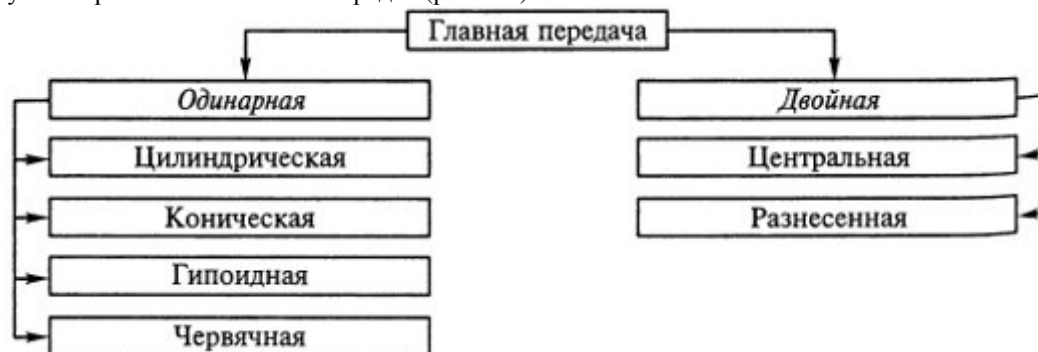 Главная передача
Одинарная
Цилиндрическая
Коническая
Гипоидная
Червячная
Двойная
Центральная
Разнесенная